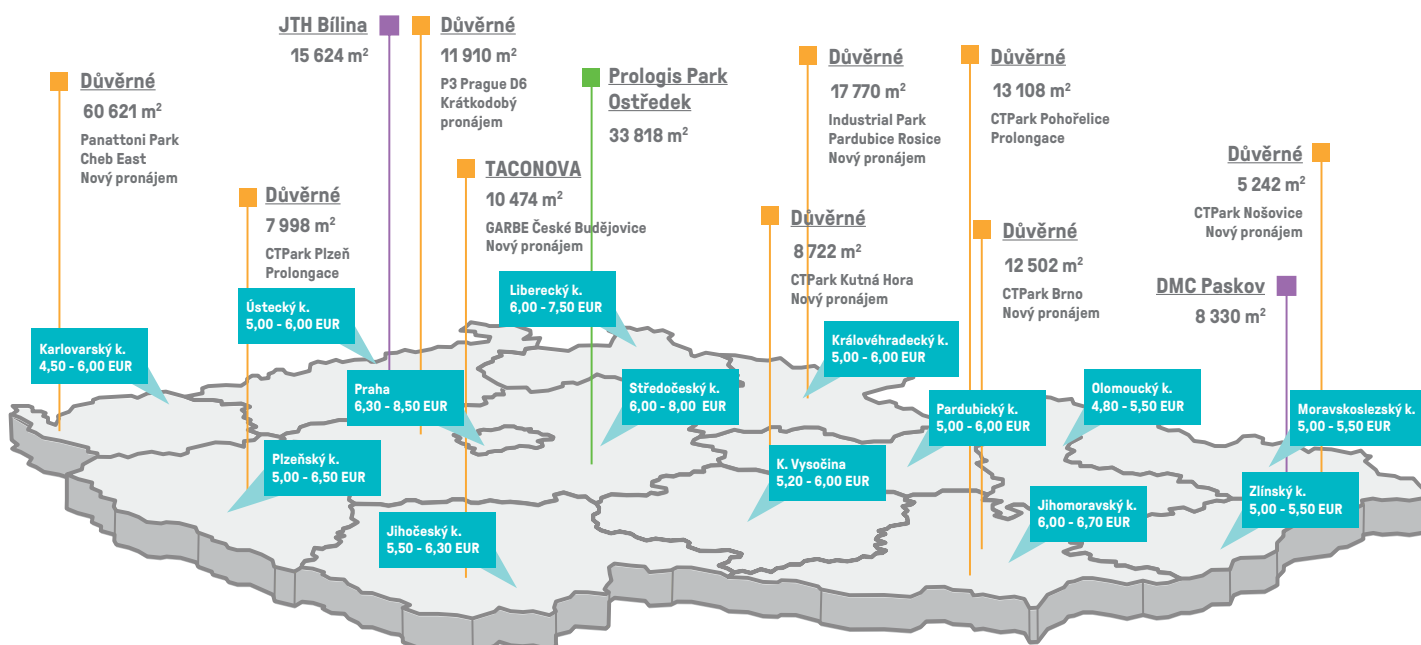 JTH Bílina
15 624 m²
Důvěrné
11 910 m²
P3 Prague D6
Krátkodobý
pronájem
Důvěrné
60 621 m²
Panattoni Park
Cheb East
Nový pronájem
Prologis Park
Ostředek
33 818 m²
Důvěrné
17 770 m²
Industrial Park
Pardubice Rosice
Nový pronájem
Důvěrné
13 108 m²
CTPark Pohořelice
Prolongace
Důvěrné
5 242 m²
CTPark Nošovice
Nový pronájem
Důvěrné
7 998 m²
CTPark Plzeň
Prolongace
TACONOVA
10 474 m²
GARBE České Budějovice
Nový pronájem
Důvěrné
8 722 m²
CTPark Kutná Hora
Nový pronájem
Důvěrné
12 502 m²
CTPark Brno
Nový pronájem
DMC Paskov
8 330 m²
Ústecký k.
5,00 - 6,00 EUR
Liberecký k.
6,00 - 7,50 EUR
Karlovarský k.
4,50 - 6,00 EUR
Královéhradecký k.
5,00 - 6,00 EUR
Praha
6,30 - 8,50 EUR
Středočeský k.
6,00 - 8,00 EUR
Pardubický k.
5,00 - 6,00 EUR
Olomoucký k.
4,80 - 5,50 EUR
Moravskoslezský k.
5,00 - 5,50 EUR
Plzeňský k.
5,00 - 6,50 EUR
K. Vysočina
5,20 - 6,00 EUR
Zlínský k.
5,00 - 5,50 EUR
Jihočeský k.
5,50 - 6,30 EUR
Jihomoravský k.
6,00 - 6,70 EUR